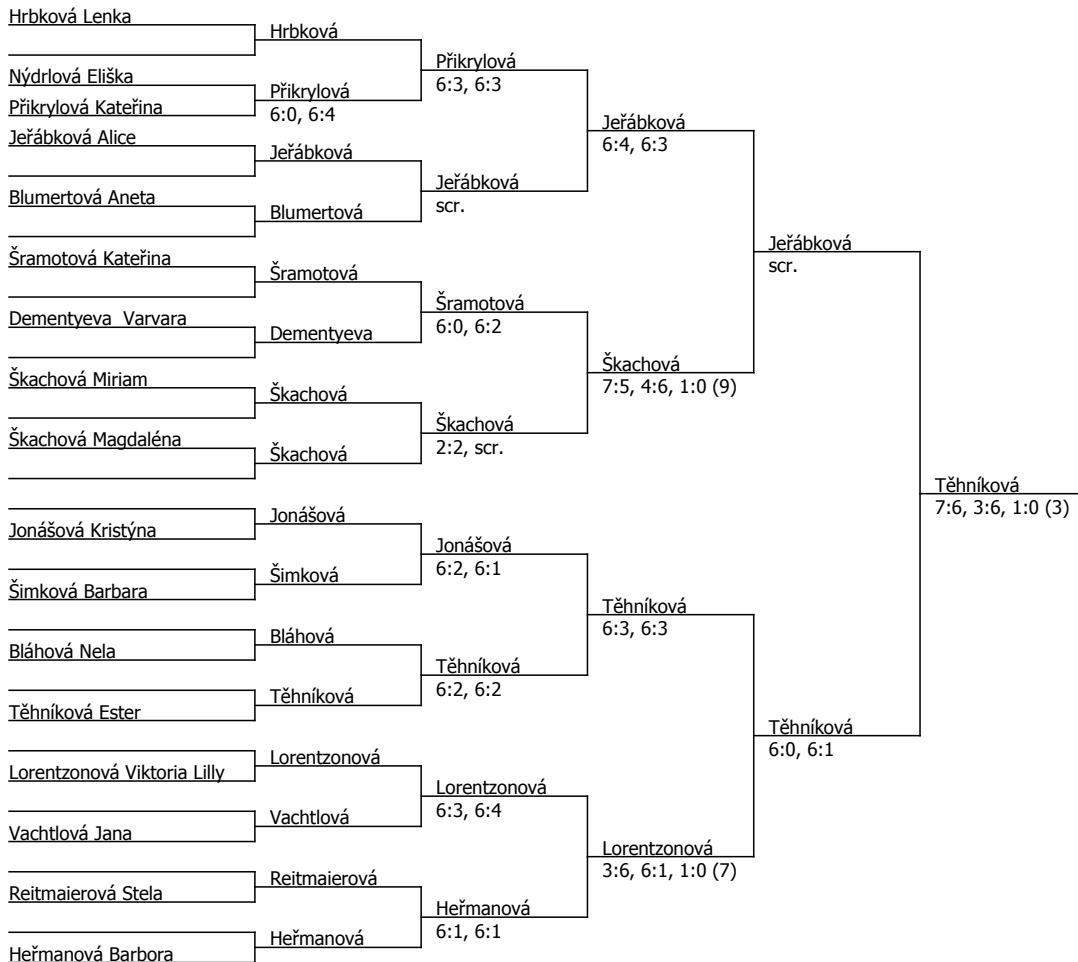 Hrbková Lenka
Nýdrlová Eliška
Přikrylová Kateřina
Jeřábková Alice
Blumertová Aneta
Šramotová Kateřina
Dementyeva  Varvara
Škachová Miriam
Škachová Magdaléna
Jonášová Kristýna
Šimková Barbara
Bláhová Nela
Těhníková Ester
Lorentzonová Viktoria Lilly
Vachtlová Jana
Reitmaierová Stela
Heřmanová Barbora
Hrbková
Přikrylová
6:0, 6:4
Jeřábková
Blumertová
Šramotová
Dementyeva
Škachová
Škachová
Jonášová
Šimková
Bláhová
Těhníková
Lorentzonová
Vachtlová
Reitmaierová
Heřmanová
Přikrylová
6:3, 6:3
Jeřábková
scr.
Šramotová
6:0, 6:2
Škachová
2:2, scr.
Jonášová
6:2, 6:1
Těhníková
6:2, 6:2
Lorentzonová
6:3, 6:4
Heřmanová
6:1, 6:1
Jeřábková
6:4, 6:3
Škachová
7:5, 4:6, 1:0 (9)
Těhníková
6:3, 6:3
Lorentzonová
3:6, 6:1, 1:0 (7)
Jeřábková
scr.
Těhníková
6:0, 6:1
Těhníková
7:6, 3:6, 1:0 (3)